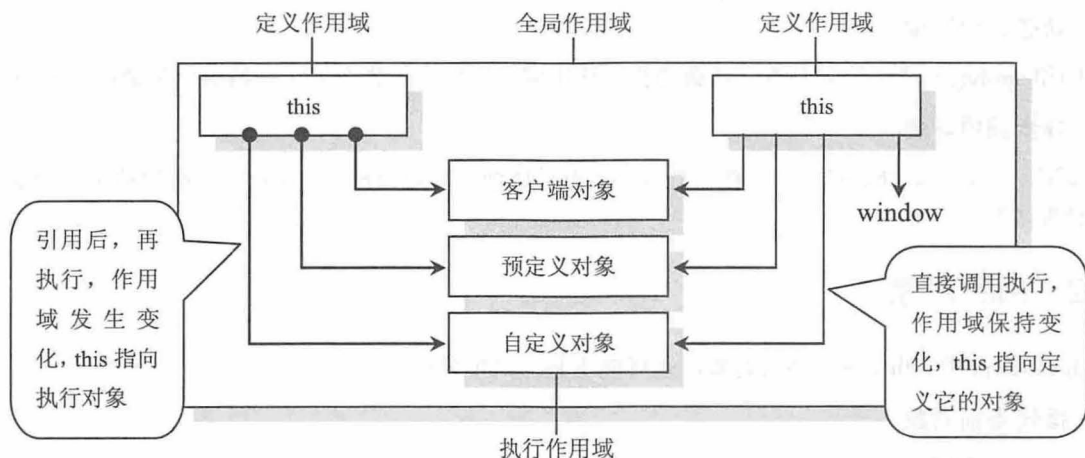 定义作用域
全局作用域
定义作用域
this
this
客户端对象
window
预定义对象
自定义对象
引用后，再
执行，作用
域发生变
化，this 指向
执行对象
直接调用执行，
作用域保持变
化，this 指向定
义它的对象
执行作用域